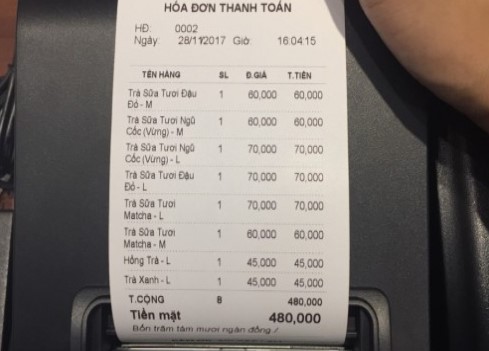 HÓA ĐƠN THANH TOÁN
HĐ: 0002
Ngày: 28/11/2017 Giờ: 16:04:15
TÊN HÀNG SL Đ.GIÁ T.TIỀN
Trà Sữa Tươi Đậu 1 60,000 60,000
Đỏ - M
Trà Sữa Tươi Ngũ 1 60,000 60,000
Cốc (Vừng) - M
Trà Sữa Tươi Ngũ 1 70,000 70,000
Cốc (Vừng) - L
Trà Sữa Tươi Đậu 1 70,000 70,000
Đỏ - L
Trà Sữa Tươi 1 70,000 70,000
Matcha - L
Trà Sữa Tươi 1 60,000 60,000
Matcha - M
Hồng Trà - L 1 45,000 45,000
Trà Xanh - L 1 45,000 45,000
T.CỘNG 8 480,000
Tiền mặt 480,000
Bốn trăm tám mươi ngàn đồng /